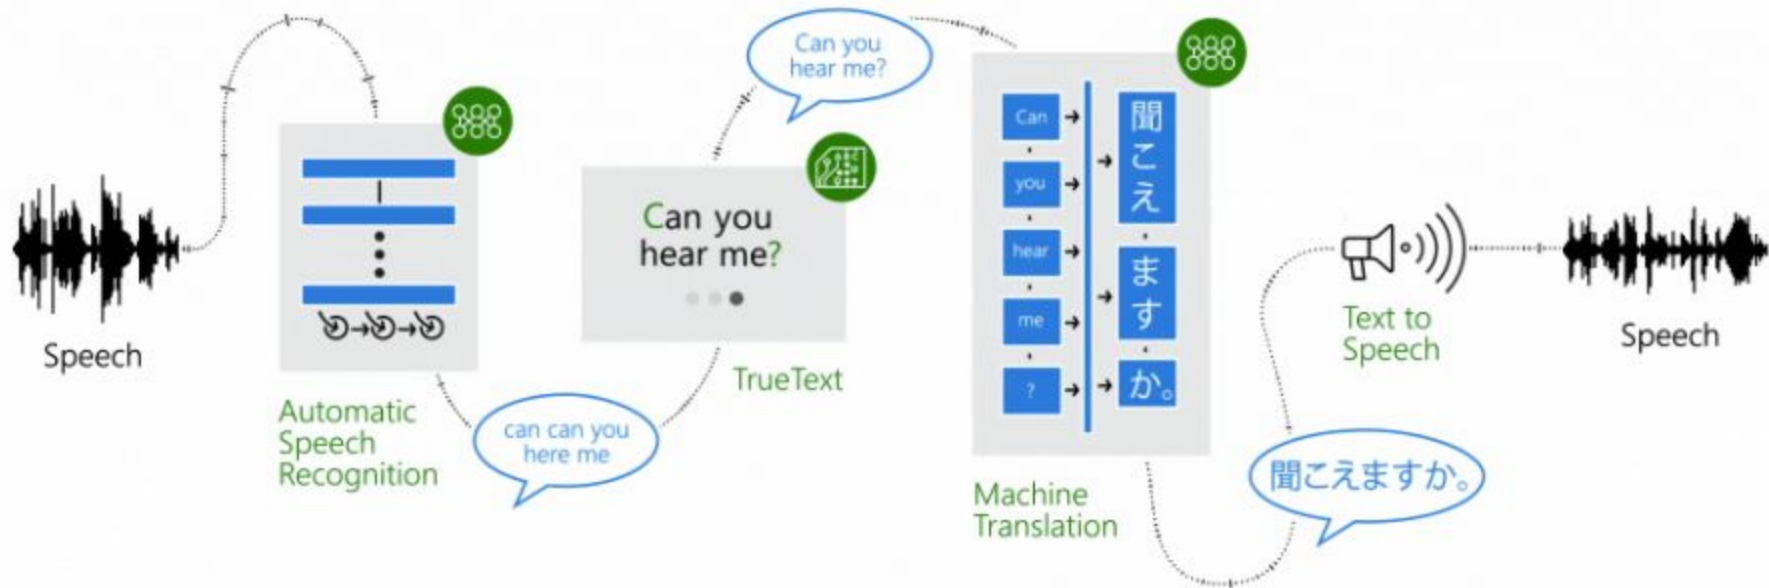 Speech
Automatic
Speech
Recognition
can can you
here me
Can you
hear me?
TrueText
Can you
hear me?
Can
you
hear
me
?
聞こえ
ます
か。
Machine
Translation
聞こえますか。
Text to
Speech
Speech